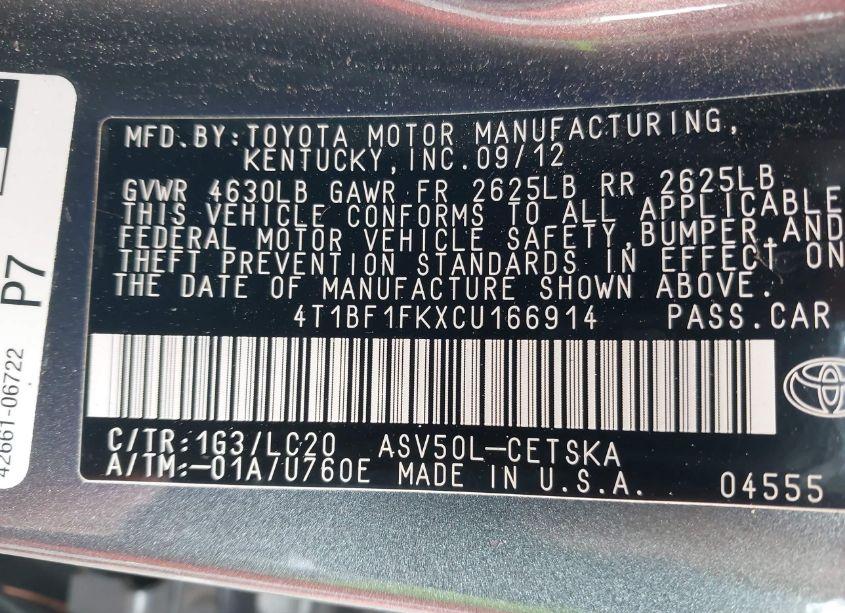 MFD.BY:TOYOTA MOTOR MANUFACTURING,
KENTUCKY,INC.09/12
GVWR 4630LB GAWR FR 2625LB RR 2625LB
THIS VEHICLE CONFORMS TO ALL APPLICABLE
FEDERAL MOTOR VEHICLE SAFETY,BUMPER,AND
THEFT PREVENTION STANDARDS IN EFFECT ON
THE DATE OF MANUFACTURE SHOWN ABOVE.
4T1BF1FKXCU166914 PASS.CAR
C/TR:1G3/LC20 ASV50L-CETSKA
A/TM:-01A/U760E MADE IN U.S.A. 04555
P7
42661-06722